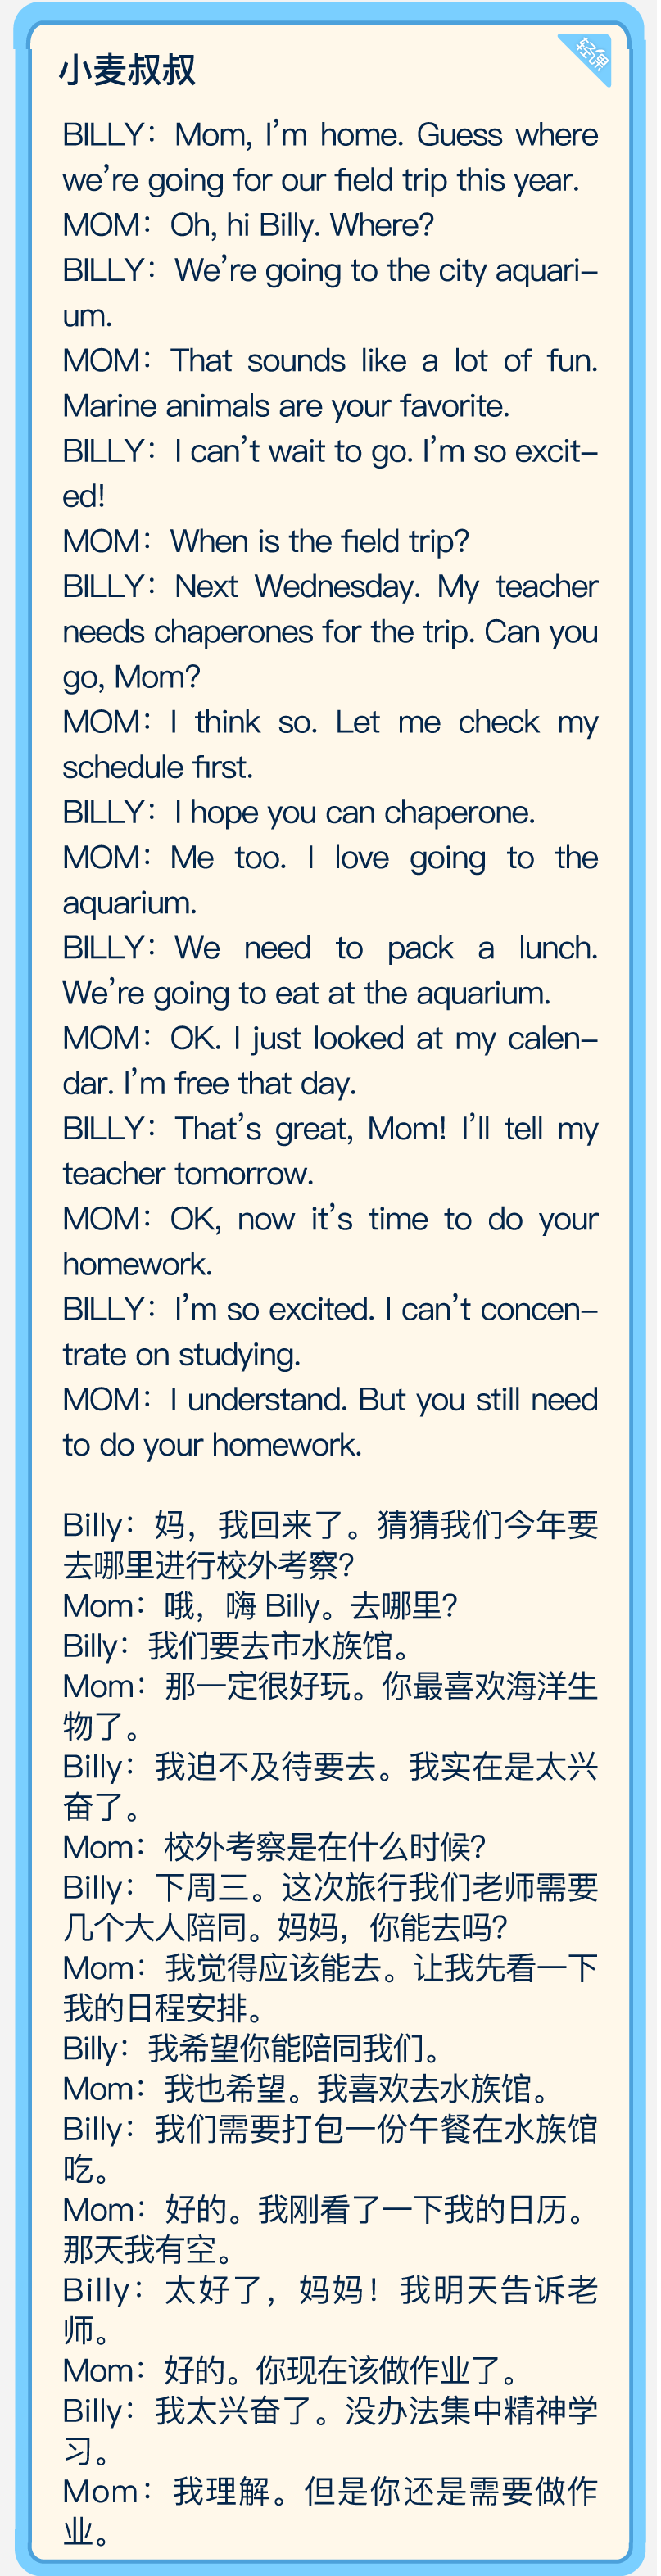 轻课
小麦叔叔
BILLY：Mom, I’m home. Guess where
we’re going for our field trip this year.
MOM：Oh, hi Billy. Where?
BILLY：We’re going to the city aquari-
um.
MOM：That sounds like a lot of fun.
Marine animals are your favorite.
BILLY：I can’t wait to go. I’m so excit-
ed!
MOM：When is the field trip?
BILLY：Next Wednesday. My teacher
needs chaperones for the trip. Can you
go, Mom?
MOM：I think so. Let me check my
schedule first.
BILLY：I hope you can chaperone.
MOM：Me too. I love going to the
aquarium.
BILLY：We need to pack a lunch.
We’re going to eat at the aquarium.
MOM：OK. I just looked at my calen-
dar. I’m free that day.
BILLY：That’s great, Mom! I’ll tell my
teacher tomorrow.
MOM：OK, now it’s time to do your
homework.
BILLY：I’m so excited. I can’t concen-
trate on studying.
MOM：I understand. But you still need
to do your homework.
Billy：妈，我回来了。猜猜我们今年要
去哪里进行校外考察？
Mom：哦，嗨 Billy。去哪里？
Billy：我们要去市水族馆。
Mom：那一定很好玩。你最喜欢海洋生
物了。
Billy：我迫不及待要去。我实在是太兴
奋了。
Mom：校外考察是在什么时候？
Billy：下周三。这次旅行我们老师需要
几个大人陪同。妈妈，你能去吗？
Mom：我觉得应该能去。让我先看一下
我的日程安排。
Billy：我希望你能陪同我们。
Mom：我也希望。我喜欢去水族馆。
Billy：我们需要打包一份午餐在水族馆
吃。
Mom：好的。我刚看了一下我的日历。
那天我有空。
Billy：太好了，妈妈！我明天告诉老
师。
Mom：好的。你现在该做作业了。
Billy：我太兴奋了。没办法集中精神学
习。
Mom：我理解。但是你还是需要做作
业。